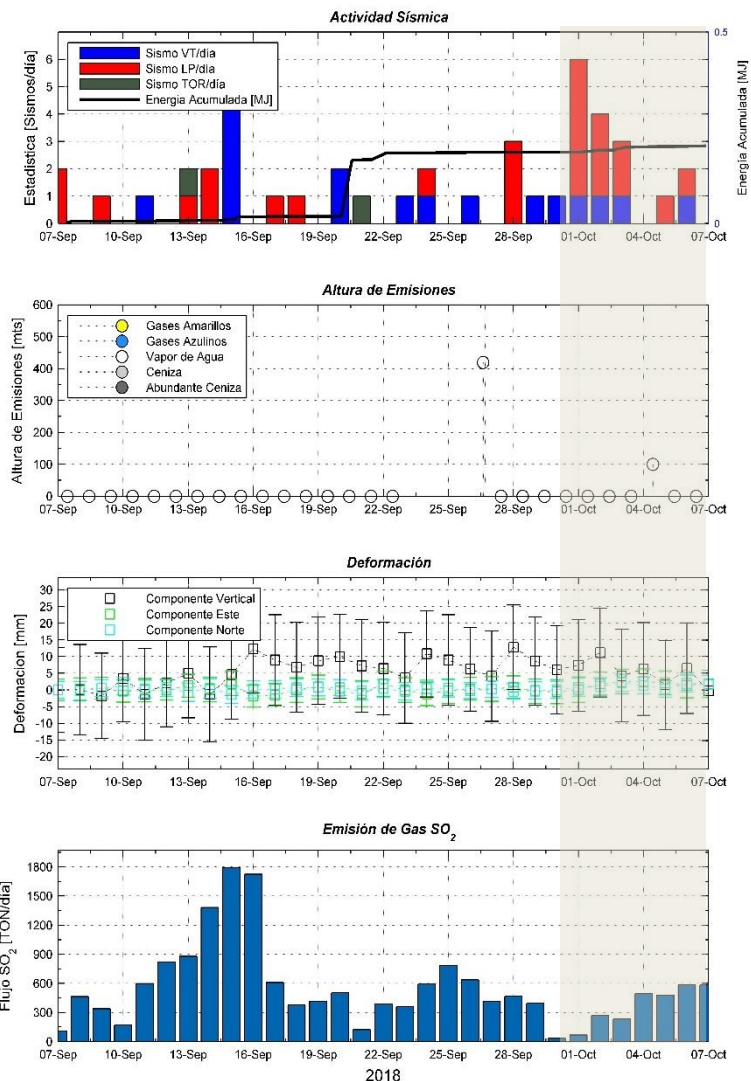 Actividad Sísmica
Sismo VT/día
Sismo LP/día
Sismo TOR/día
Energia Acumulada [MJ]
Estadística [Sismos/día]
6
5
4
3
2
1
0
0.5
0
Energía Acumulada [MJ]
07-Sep 10-Sep 13-Sep 16-Sep 19-Sep 22-Sep 25-Sep 28-Sep 01-Oct 04-Oct 07-Oct
Altura de Emisiones
Gases Amarillos
Gases Azulinos
Vapor de Agua
Ceniza
Abundante Ceniza
Altura de Emisiones [mts]
600
500
400
300
200
100
0
07-Sep 10-Sep 13-Sep 16-Sep 19-Sep 22-Sep 25-Sep 28-Sep 01-Oct 04-Oct 07-Oct
Deformación
Componente Vertical
Componente Este
Componente Norte
Deformacion [mm]
30
25
20
15
10
5
0
-5
-10
-15
-20
07-Sep 10-Sep 13-Sep 16-Sep 19-Sep 22-Sep 25-Sep 28-Sep 01-Oct 04-Oct 07-Oct
Emisión de Gas SO2
Flujo SO2 [TON/día]
1800
1500
1200
900
600
300
0
07-Sep 10-Sep 13-Sep 16-Sep 19-Sep 22-Sep 25-Sep 28-Sep 01-Oct 04-Oct 07-Oct
2018